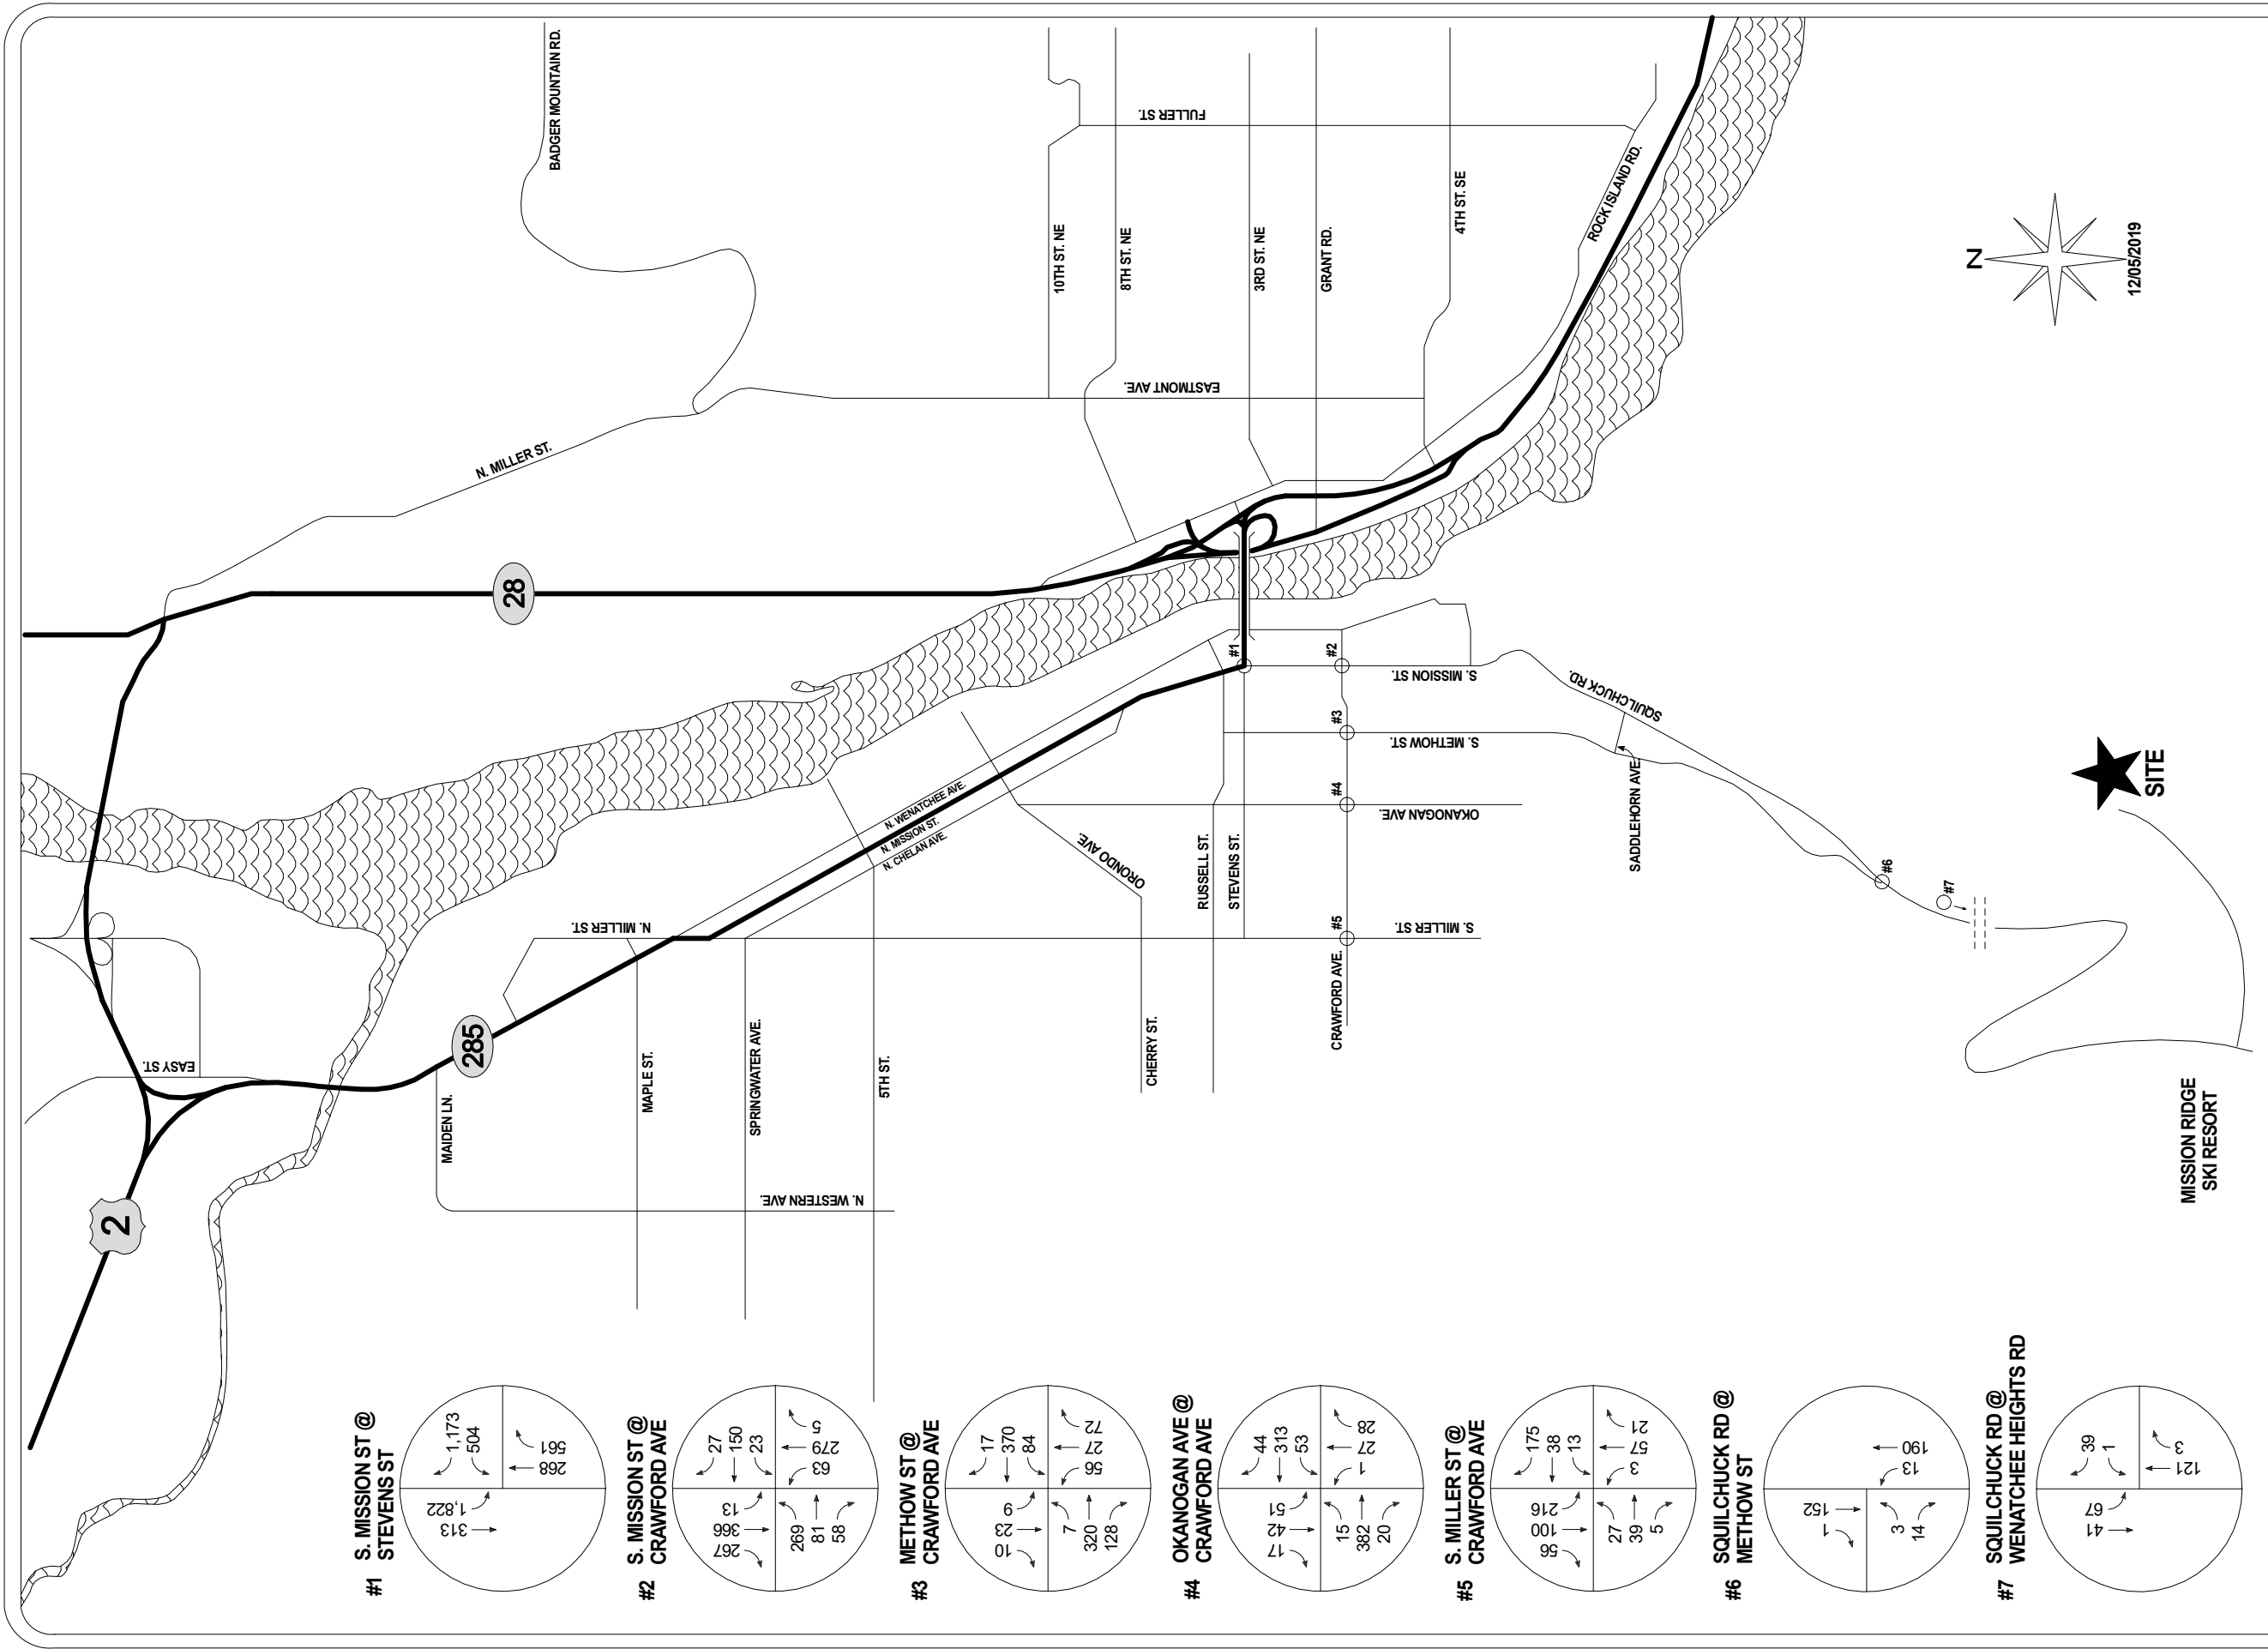 BADGER MOUNTAIN RD.
FULLER ST.
10TH ST. NE
8TH ST. NE
3RD ST. NE
GRANT RD.
4TH ST. SE
ROCK ISLAND RD.
EASTMONT AVE.
N. MILLER ST.
28
N
12/05/2019
#1
#2
S. MISSION ST.
SQUILCHUCK RD.
#3
S. METHOW ST.
SADDLEHORN AVE.
#4
OKANOGAN AVE.
N. WENATCHEE AVE.
N. MISSION ST.
N. CHELAN AVE.
ORONDO AVE
RUSSELL ST.
STEVENS ST.
N. MILLER ST.
#5
S. MILLER ST.
CRAWFORD AVE.
#6
#7
SITE
EASY ST.
285
MAIDEN LN.
MAPLE ST.
SPRINGWATER AVE.
5TH ST.
CHERRY ST.
N. WESTERN AVE.
2
MISSION RIDGE
SKI RESORT
#1 S. MISSION ST @
STEVENS ST
313
1,822
1,173
504
268
561
#2 S. MISSION ST @
CRAWFORD AVE
267
366
13
27
150
23
269
81
58
63
279
5
#3 METHOW ST @
CRAWFORD AVE
10
23
9
17
370
84
7
320
128
56
27
72
#4 OKANOGAN AVE @
CRAWFORD AVE
17
42
51
44
313
53
15
382
20
1
27
28
#5 S. MILLER ST @
CRAWFORD AVE
56
100
216
175
38
13
27
39
5
3
57
21
#6 SQUILCHUCK RD @
METHOW ST
1
152
3
14
13
190
#7 SQUILCHUCK RD @
WENATCHEE HEIGHTS RD
41
67
39
1
121
3